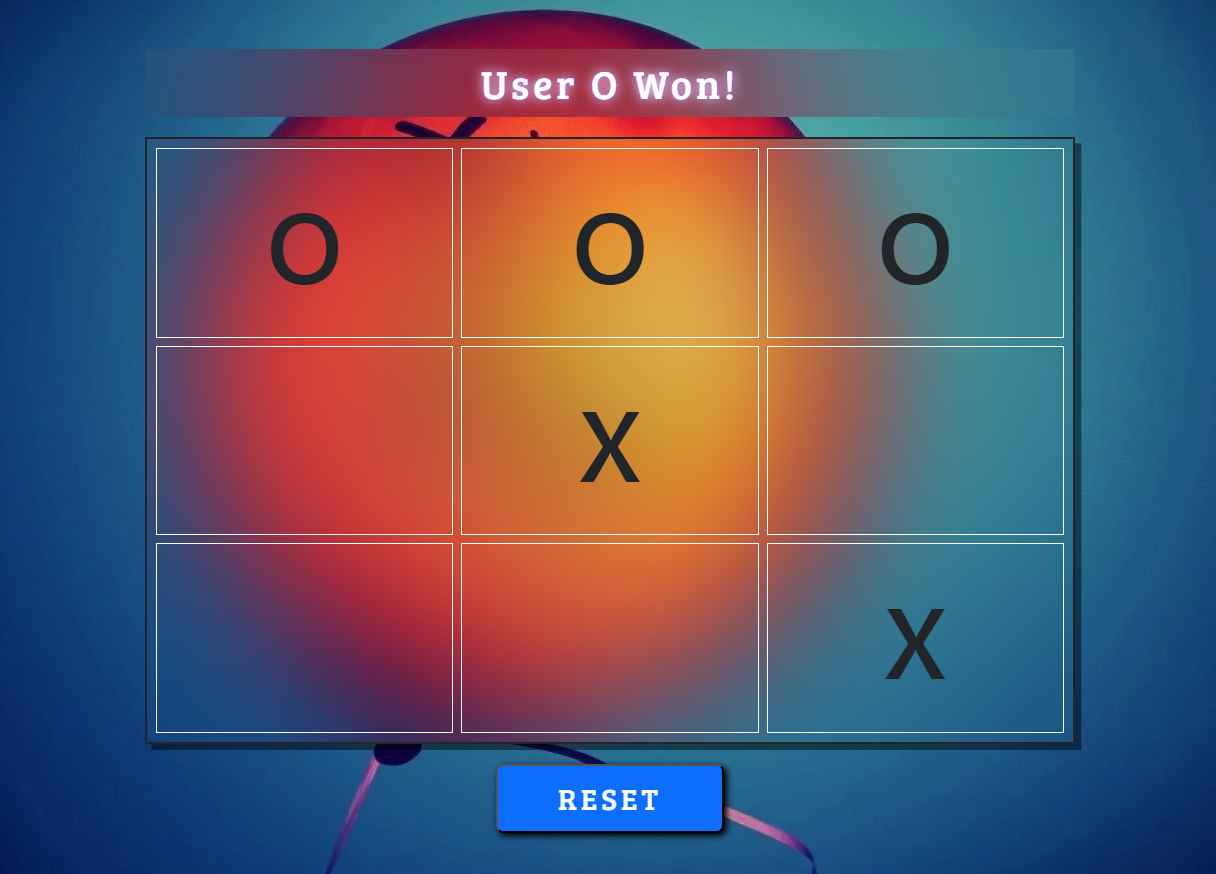 User O Won!
O O O
X
X
RESET